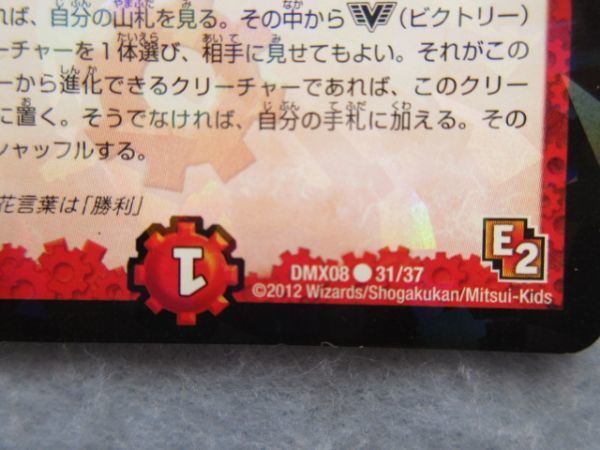 れば、自分の山札を見る。その中からV(ビクトリー)
ーチャーを1体選び、相手に見せてもよい。それがこの
ーから進化できるクリーチャーであれば、このクリー
に置く。そうでなければ、自分の手札に加える。その
シャッフルする。
花言葉は「勝利」
1
DMX08 31/37
©2012 Wizards/Shogakukan/Mitsui-Kids
E2